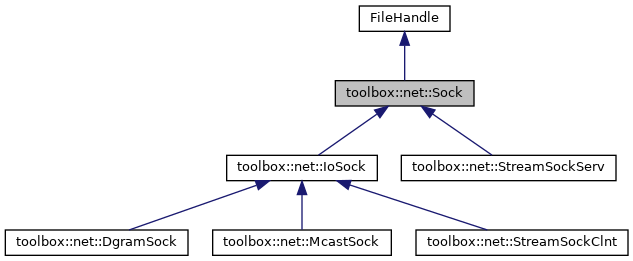 FileHandle
toolbox::net::Sock
toolbox::net::IoSock
toolbox::net::StreamSockServ
toolbox::net::DgramSock
toolbox::net::McastSock
toolbox::net::StreamSockClnt